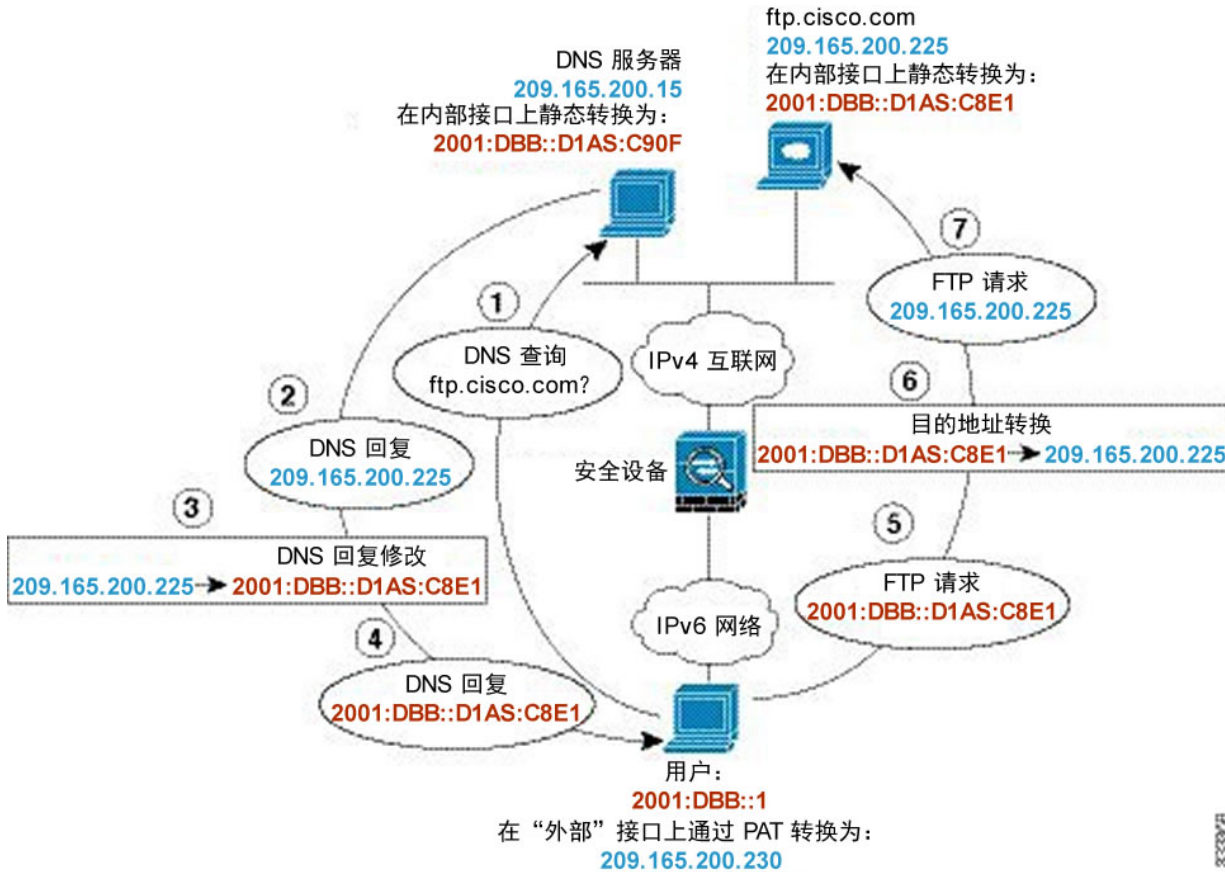 ftp.cisco.com
209.165.200.225
在内部接口上静态转换为：
2001:DBB::D1AS:C8E1
DNS 服务器
209.165.200.15
在内部接口上静态转换为：
2001:DBB::D1AS:C90F
7
FTP 请求
209.165.200.225
1
DNS 查询
ftp.cisco.com?
IPv4 互联网
6
目的地址转换
2001:DBB::D1AS:C8E1 209.165.200.225
2
DNS 回复
209.165.200.225
安全设备
3
DNS 回复修改
209.165.200.225 2001:DBB::D1AS:C8E1
5
FTP 请求
2001:DBB::D1AS:C8E1
IPv6 网络
4
DNS 回复
2001:DBB::D1AS:C8E1
用户：
2001:DBB::1
在“外部”接口上通过 PAT 转换为：
209.165.200.230